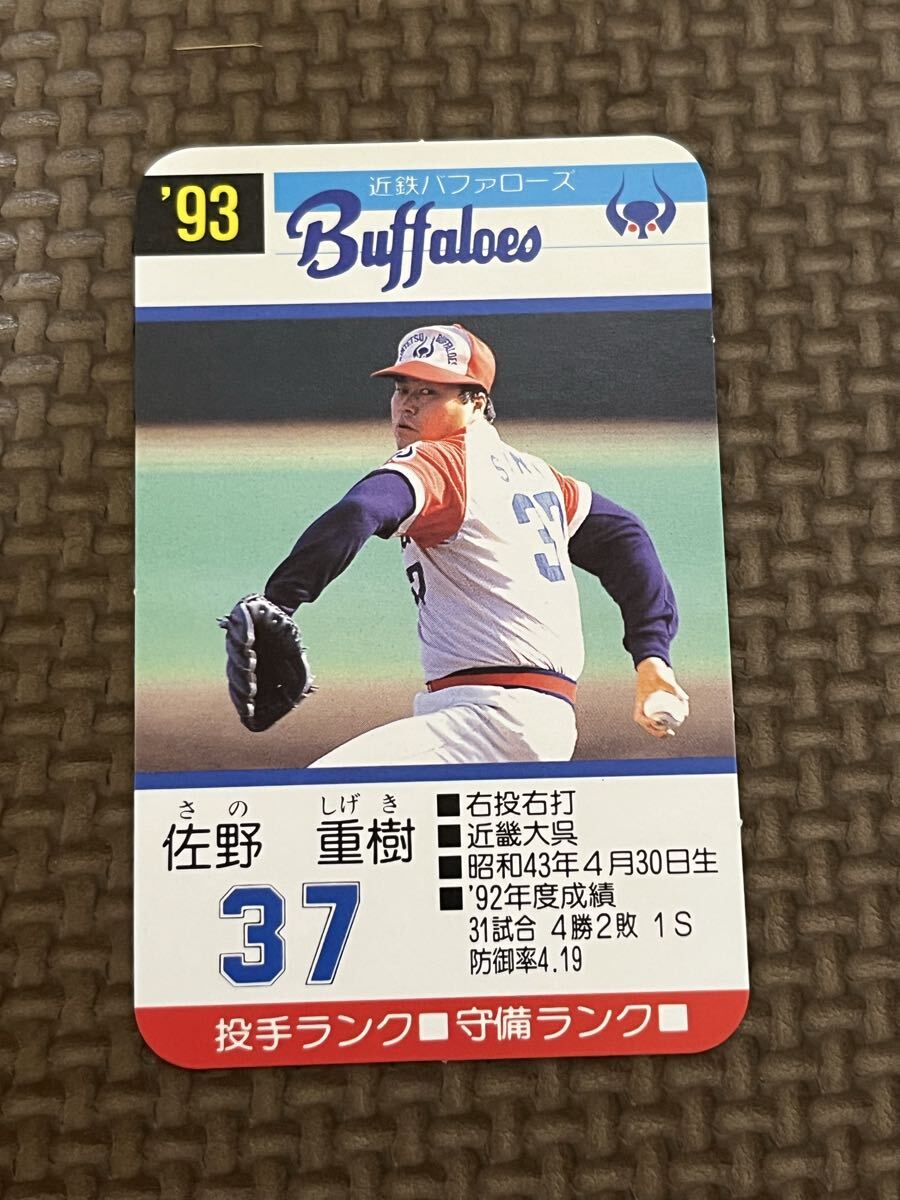 '93
近鉄バファローズ
Buffaloes
KINTETSU BUFFALOES
37
さの しげき
佐野 重樹
37
■右投右打
■近畿大呉
■昭和43年4月30日生
■'92年度成績
31試合 4勝2敗 1S
防御率4.19
投手ランク□ 守備ランク□